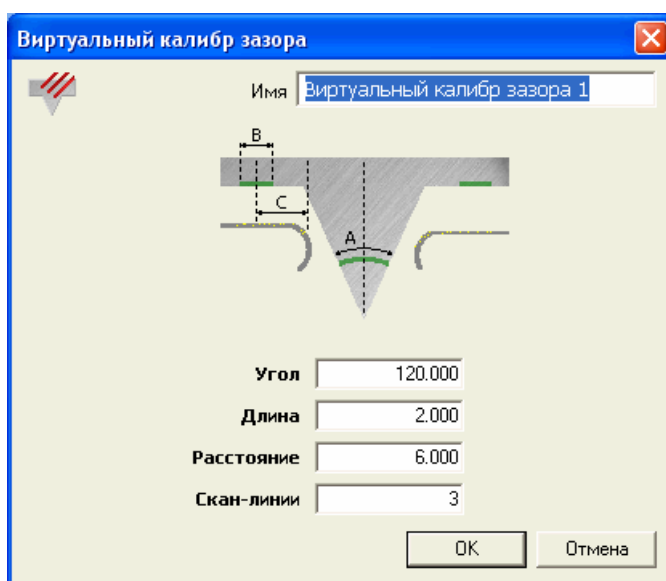 Виртуальный калибр зазора
Имя Виртуальный калибр зазора 1
B
C
A
Угол 120.000
Длина 2.000
Расстояние 6.000
Скан-линии 3
OK Отмена